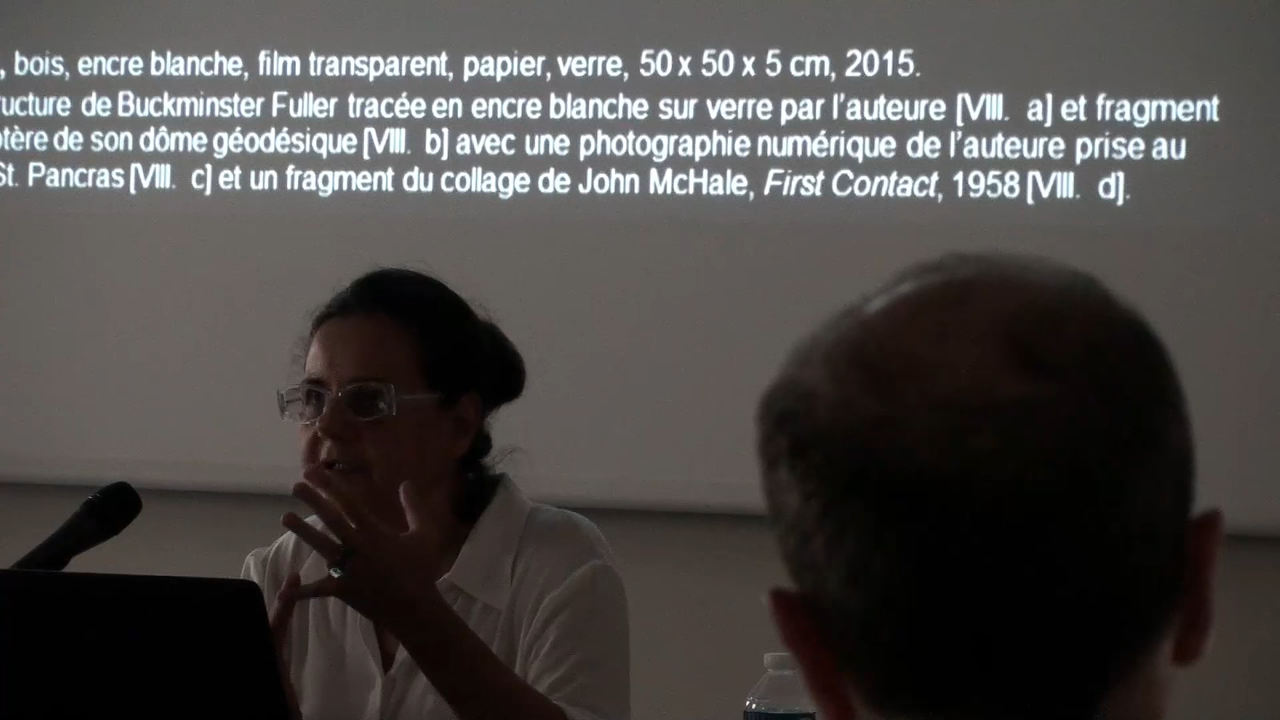 , bois, encre blanche, film transparent, papier, verre, 50 x 50 x 5 cm, 2015.
ructure de Buckminster Fuller tracée en encre blanche sur verre par l'auteure [VIII. a] et fragment
otère de son dôme géodésique [VIII. b] avec une photographie numérique de l'auteure prise au
St. Pancras [VIII. c] et un fragment du collage de John McHale, First Contact, 1958 [VIII. d].